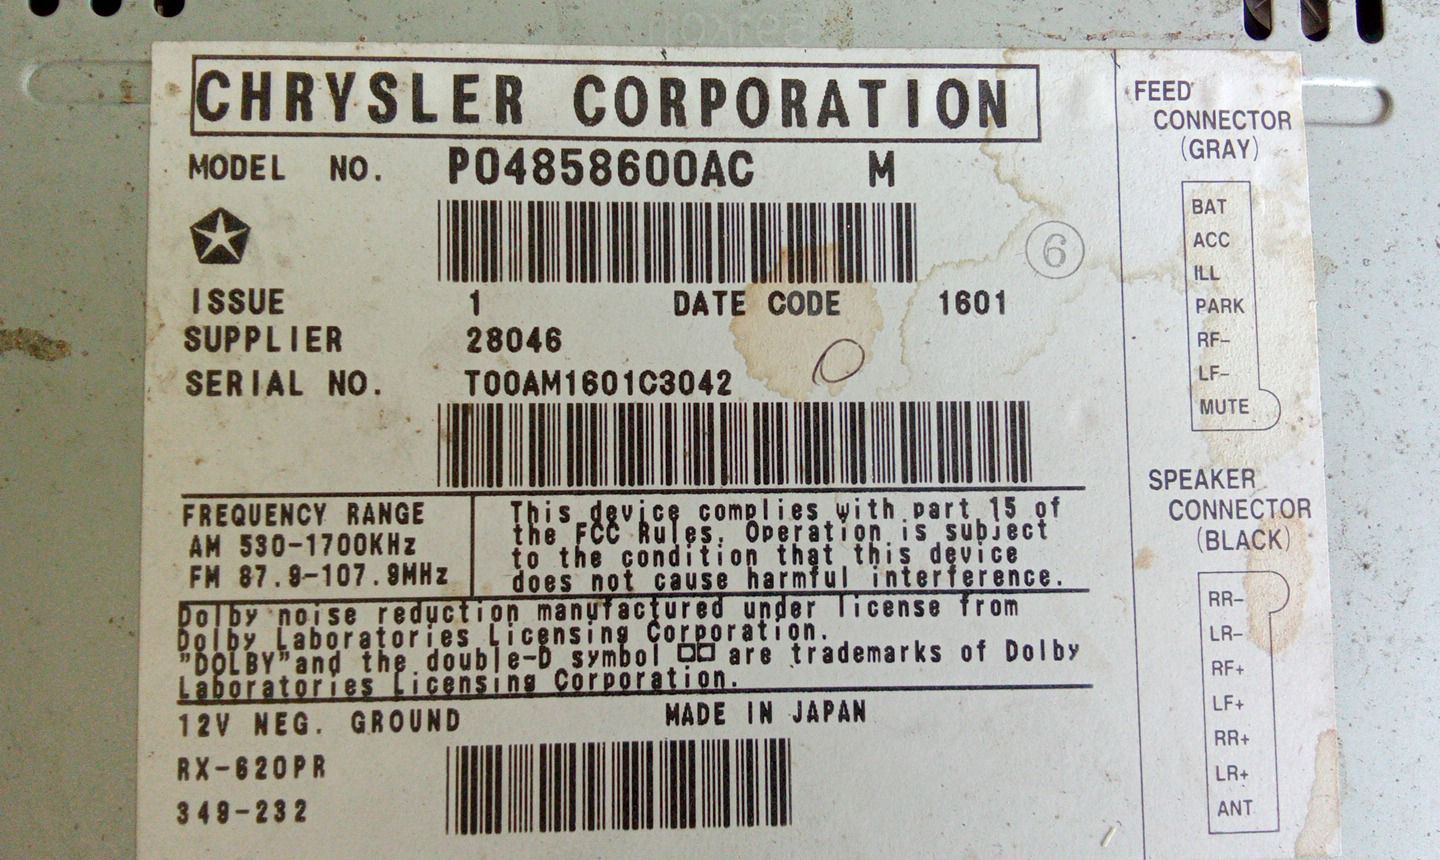 CHRYSLER CORPORATION
MODEL NO. P04858600AC M
6
ISSUE 1 DATE CODE 1601
SUPPLIER 28046
SERIAL NO. T00AM1601C3042
FREQUENCY RANGE
AM 530-1700KHz
FM 87.9-107.9MHz
This device complies with part 15 of
the FCC Rules. Operation is subject
to the condition that this device
does not cause harmful interference.
Dolby noise reduction manufactured under license from
Dolby Laboratories Licensing Corporation.
"DOLBY" and the double-D symbol are trademarks of Dolby
Laboratories Licensing Corporation.
12V NEG. GROUND MADE IN JAPAN
RX-620PR
349-232
FEED
CONNECTOR
(GRAY)
BAT
ACC
ILL
PARK
RF-
LF-
MUTE
SPEAKER
CONNECTOR
(BLACK)
RR-
LR-
RF+
LF+
RR+
LR+
ANT